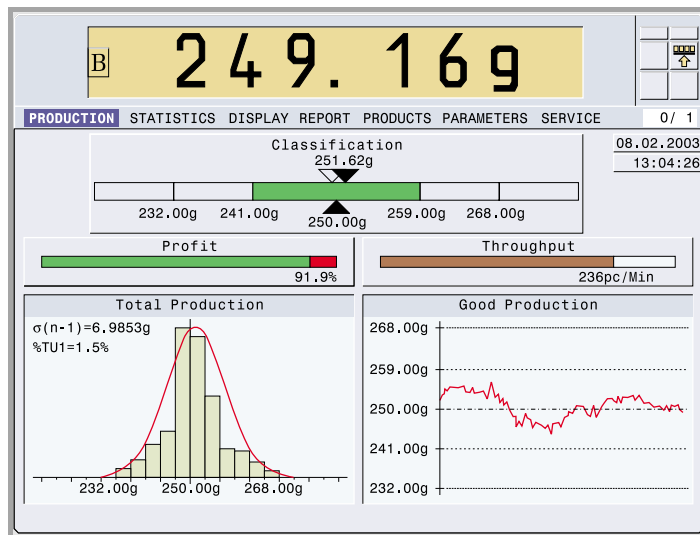 B 249.16g
PRODUCTION STATISTICS DISPLAY REPORT PRODUCTS PARAMETERS SERVICE 0/ 1
Classification
251.62g
232.00g 241.00g 250.00g 259.00g 268.00g
08.02.2003
13:04:26
Profit
91.9%
Throughput
236pc/Min
Total Production
σ(n-1)=6.9853g
%TU1=1.5%
232.00g 250.00g 268.00g
Good Production
268.00g
259.00g
250.00g
241.00g
232.00g